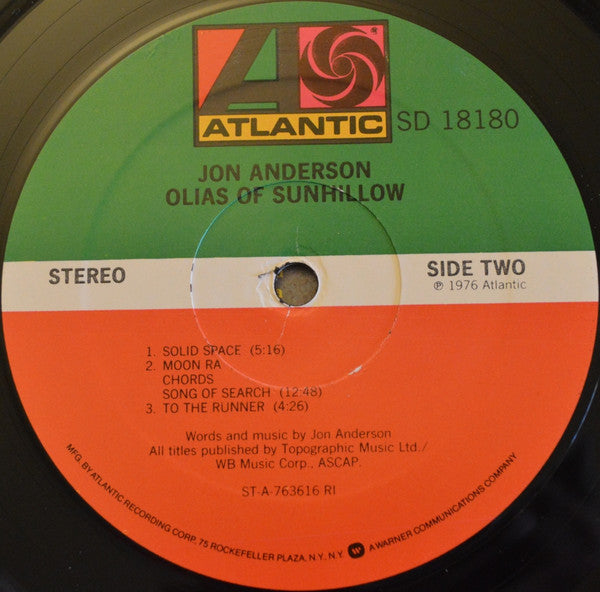 ATLANTIC
SD 18180
JON ANDERSON
OLIAS OF SUNHILLOW
STEREO
SIDE TWO
℗ 1976 Atlantic
1. SOLID SPACE (5:16)
2. MOON RA
CHORDS
SONG OF SEARCH (12:48)
3. TO THE RUNNER (4:26)
Words and music by Jon Anderson
All titles published by Topographic Music Ltd./
WB Music Corp., ASCAP.
ST-A-763616 RI
MFG. BY ATLANTIC RECORDING CORP., 75 ROCKEFELLER PLAZA, N.Y., N.Y. W A WARNER COMMUNICATIONS COMPANY